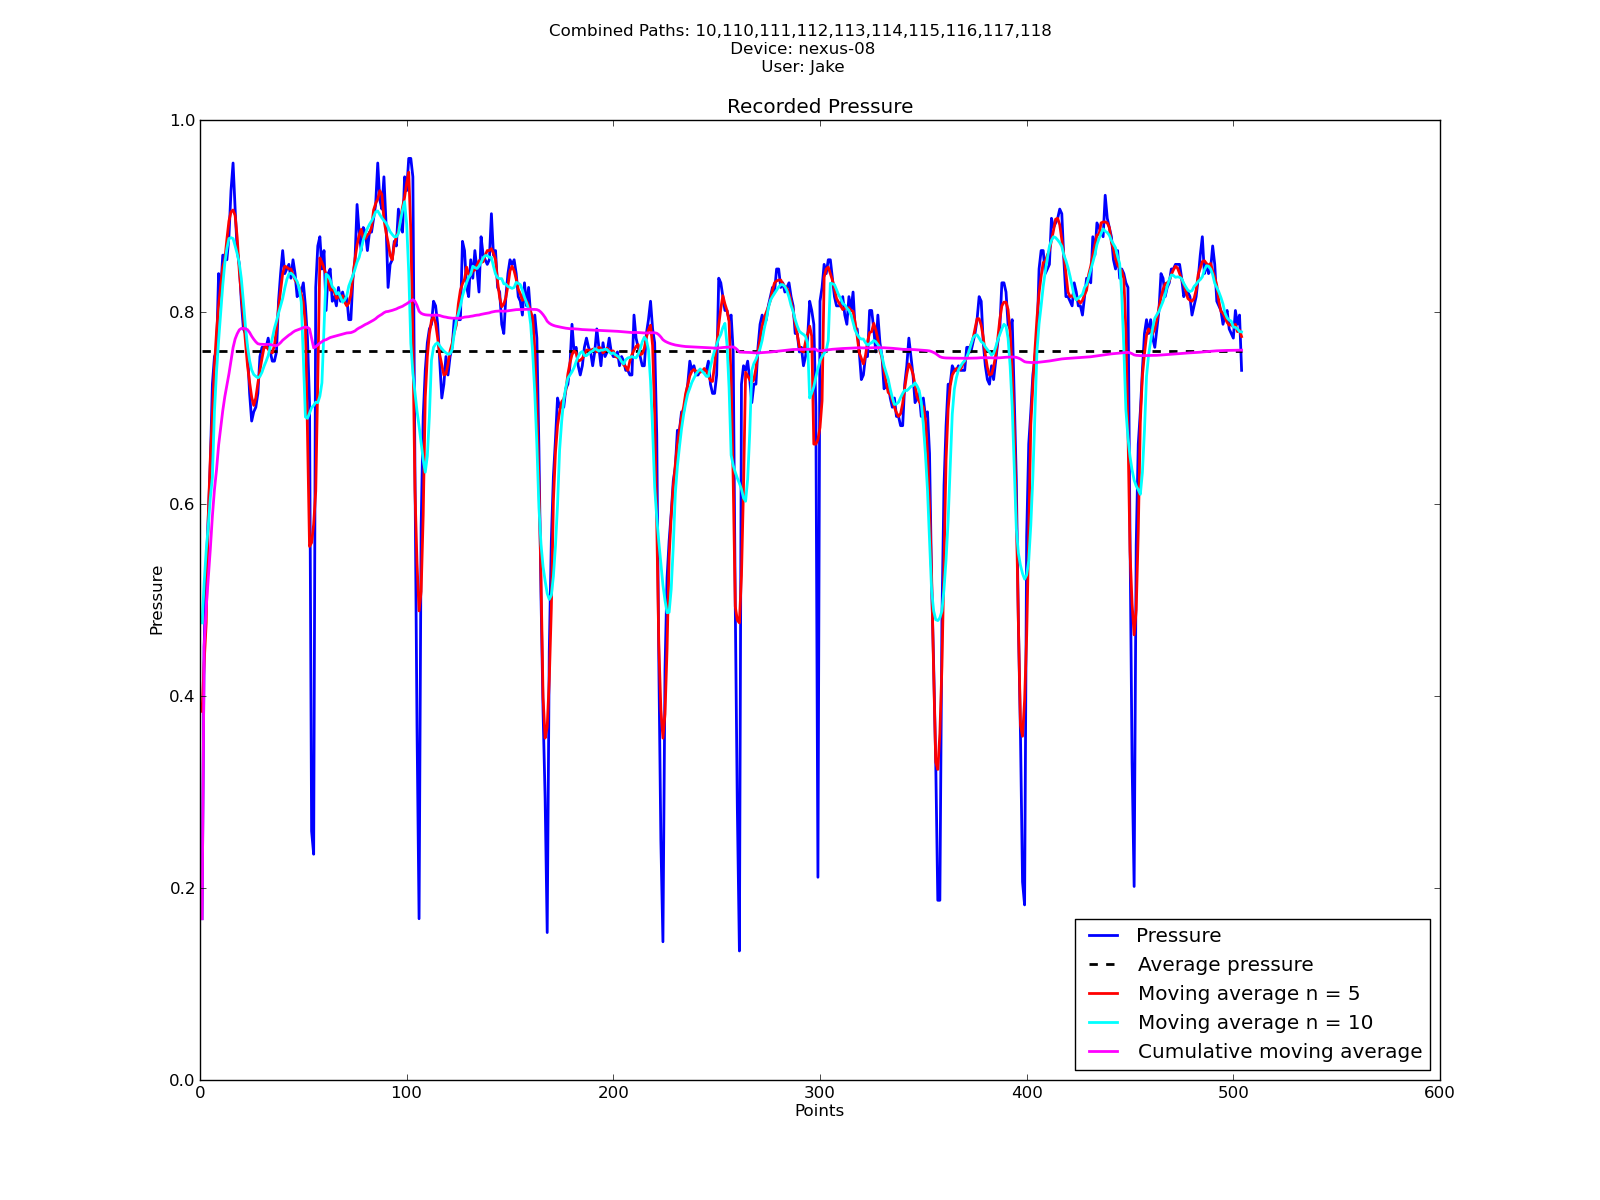 Combined Paths: 10,110,111,112,113,114,115,116,117,118
Device: nexus-08
User: Jake
Recorded Pressure
1.0
0.8
0.6
0.4
0.2
0.0
Pressure
0 100 200 300 400 500 600
Points
Pressure
Average pressure
Moving average n = 5
Moving average n = 10
Cumulative moving average